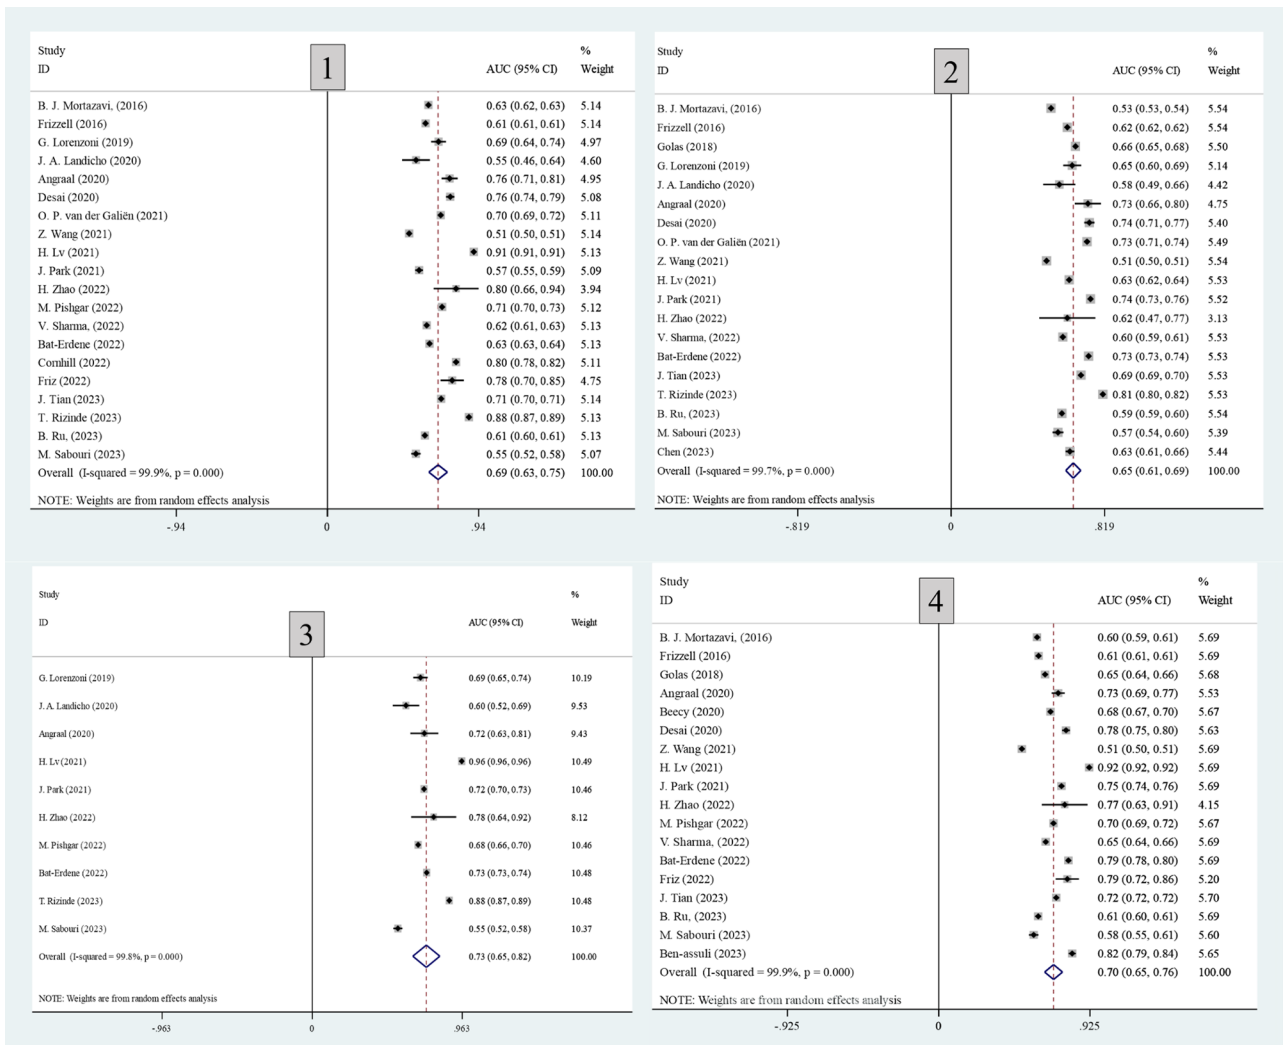 1
Study %
ID AUC (95% CI) Weight
B. J. Mortazavi, (2016) 0.63 (0.62, 0.63) 5.14
Frizzell (2016) 0.61 (0.61, 0.61) 5.14
G. Lorenzoni (2019) 0.69 (0.64, 0.74) 4.97
J. A. Landicho (2020) 0.55 (0.46, 0.64) 4.60
Angraal (2020) 0.76 (0.71, 0.81) 4.95
Desai (2020) 0.76 (0.74, 0.79) 5.08
O. P. van der Galiën (2021) 0.70 (0.69, 0.72) 5.11
Z. Wang (2021) 0.51 (0.50, 0.51) 5.14
H. Lv (2021) 0.91 (0.91, 0.91) 5.13
J. Park (2021) 0.57 (0.55, 0.59) 5.09
H. Zhao (2022) 0.80 (0.66, 0.94) 3.94
M. Pishgar (2022) 0.71 (0.70, 0.73) 5.12
V. Sharma, (2022) 0.62 (0.61, 0.63) 5.13
Bat-Erdene (2022) 0.63 (0.63, 0.64) 5.13
Cornhill (2022) 0.80 (0.78, 0.82) 5.11
Friz (2022) 0.78 (0.70, 0.85) 4.75
J. Tian (2023) 0.71 (0.70, 0.71) 5.14
T. Rizinde (2023) 0.88 (0.87, 0.89) 5.13
B. Ru, (2023) 0.61 (0.60, 0.61) 5.13
M. Sabouri (2023) 0.55 (0.52, 0.58) 5.07
Overall (I-squared = 99.9%, p = 0.000) 0.69 (0.63, 0.75) 100.00
NOTE: Weights are from random effects analysis
-.94 0 .94
2
Study %
ID AUC (95% CI) Weight
B. J. Mortazavi, (2016) 0.53 (0.53, 0.54) 5.54
Frizzell (2016) 0.62 (0.62, 0.62) 5.54
Golas (2018) 0.66 (0.65, 0.68) 5.50
G. Lorenzoni (2019) 0.65 (0.60, 0.69) 5.14
J. A. Landicho (2020) 0.58 (0.49, 0.66) 4.42
Angraal (2020) 0.73 (0.66, 0.80) 4.75
Desai (2020) 0.74 (0.71, 0.77) 5.40
O. P. van der Galiën (2021) 0.73 (0.71, 0.74) 5.49
Z. Wang (2021) 0.51 (0.50, 0.51) 5.54
H. Lv (2021) 0.63 (0.62, 0.64) 5.53
J. Park (2021) 0.74 (0.73, 0.76) 5.52
H. Zhao (2022) 0.62 (0.47, 0.77) 3.13
V. Sharma, (2022) 0.60 (0.59, 0.61) 5.53
Bat-Erdene (2022) 0.73 (0.73, 0.74) 5.53
J. Tian (2023) 0.69 (0.69, 0.70) 5.53
T. Rizinde (2023) 0.81 (0.80, 0.82) 5.53
B. Ru, (2023) 0.59 (0.59, 0.60) 5.54
M. Sabouri (2023) 0.57 (0.54, 0.60) 5.39
Chen (2023) 0.63 (0.61, 0.66) 5.44
Overall (I-squared = 99.7%, p = 0.000) 0.65 (0.61, 0.69) 100.00
NOTE: Weights are from random effects analysis
-.819 0 .819
3
Study %
ID AUC (95% CI) Weight
G. Lorenzoni (2019) 0.69 (0.65, 0.74) 10.19
J. A. Landicho (2020) 0.60 (0.52, 0.69) 9.53
Angraal (2020) 0.72 (0.63, 0.81) 9.43
H. Lv (2021) 0.96 (0.96, 0.96) 10.49
J. Park (2021) 0.72 (0.70, 0.73) 10.46
H. Zhao (2022) 0.78 (0.64, 0.92) 8.12
M. Pishgar (2022) 0.68 (0.66, 0.70) 10.46
Bat-Erdene (2022) 0.73 (0.73, 0.74) 10.48
T. Rizinde (2023) 0.88 (0.87, 0.89) 10.48
M. Sabouri (2023) 0.55 (0.52, 0.58) 10.37
Overall (I-squared = 99.8%, p = 0.000) 0.73 (0.65, 0.82) 100.00
NOTE: Weights are from random effects analysis
-.963 0 .963
4
Study %
ID AUC (95% CI) Weight
B. J. Mortazavi, (2016) 0.60 (0.59, 0.61) 5.69
Frizzell (2016) 0.61 (0.61, 0.61) 5.69
Golas (2018) 0.65 (0.64, 0.66) 5.68
Angraal (2020) 0.73 (0.69, 0.77) 5.53
Beecy (2020) 0.68 (0.67, 0.70) 5.67
Desai (2020) 0.78 (0.75, 0.80) 5.63
Z. Wang (2021) 0.51 (0.50, 0.51) 5.69
H. Lv (2021) 0.92 (0.92, 0.92) 5.69
J. Park (2021) 0.75 (0.74, 0.76) 5.69
H. Zhao (2022) 0.77 (0.63, 0.91) 4.15
M. Pishgar (2022) 0.70 (0.69, 0.72) 5.67
V. Sharma, (2022) 0.65 (0.64, 0.66) 5.69
Bat-Erdene (2022) 0.79 (0.78, 0.80) 5.69
Friz (2022) 0.79 (0.72, 0.86) 5.20
J. Tian (2023) 0.72 (0.72, 0.72) 5.70
B. Ru, (2023) 0.61 (0.60, 0.61) 5.69
M. Sabouri (2023) 0.58 (0.55, 0.61) 5.60
Ben-assuli (2023) 0.82 (0.79, 0.84) 5.65
Overall (I-squared = 99.9%, p = 0.000) 0.70 (0.65, 0.76) 100.00
NOTE: Weights are from random effects analysis
-.925 0 .925